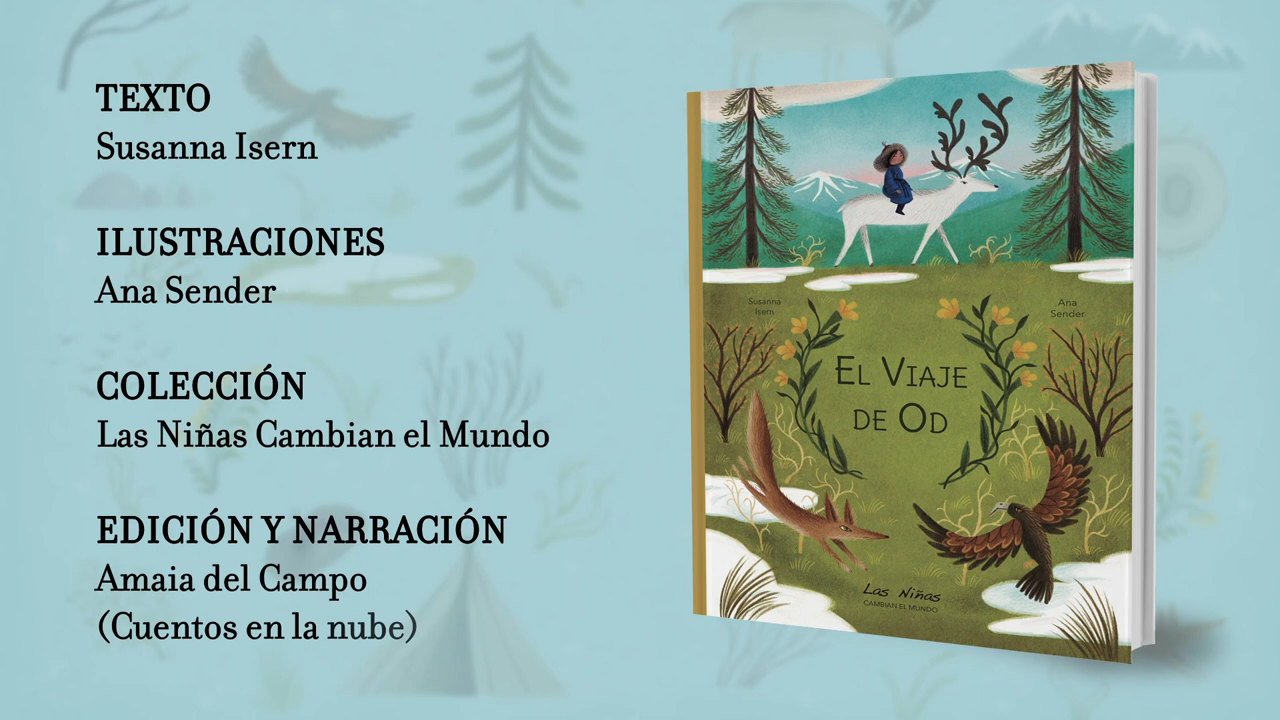 TEXTO
Susanna Isern
ILUSTRACIONES
Ana Sender
COLECCIÓN
Las Niñas Cambian el Mundo
EDICIÓN Y NARRACIÓN
Amaia del Campo
(Cuentos en la nube)
Susanna
Isern
Ana
Sender
EL VIAJE
DE OD
Las Niñas
CAMBIAN EL MUNDO